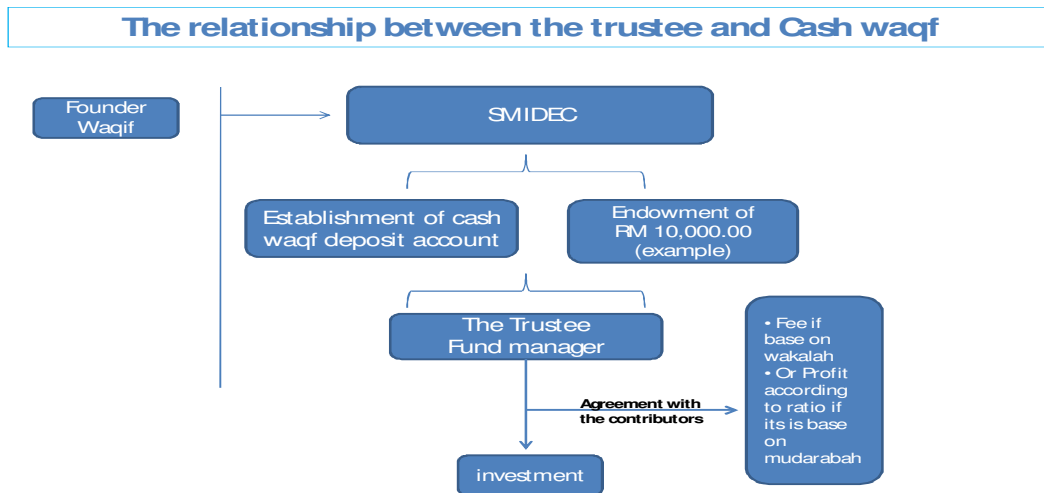 The relationship between the trustee and Cash waqf
Founder
Waqif
SMIDEC
Establishment of cash
waqf deposit account
Endowment of
RM 10,000.00
(example)
The Trustee
Fund manager
Agreement with
the contributors
• Fee if
base on
wakalah
• Or Profit
according
to ratio if
its is base
on
mudarabah
investment